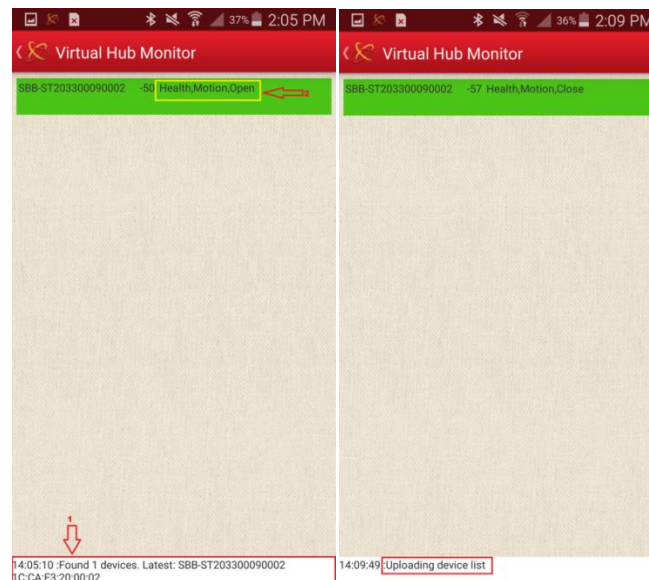 37% 2:05 PM
Virtual Hub Monitor
SBB-ST203300090002 -50 Health,Motion,Open
2
1
14:05:10 :Found 1 devices. Latest: SBB-ST203300090002
1C:CA:E3:20:00:02
36% 2:09 PM
Virtual Hub Monitor
SBB-ST203300090002 -57 Health,Motion,Close
14:09:49 :Uploading device list